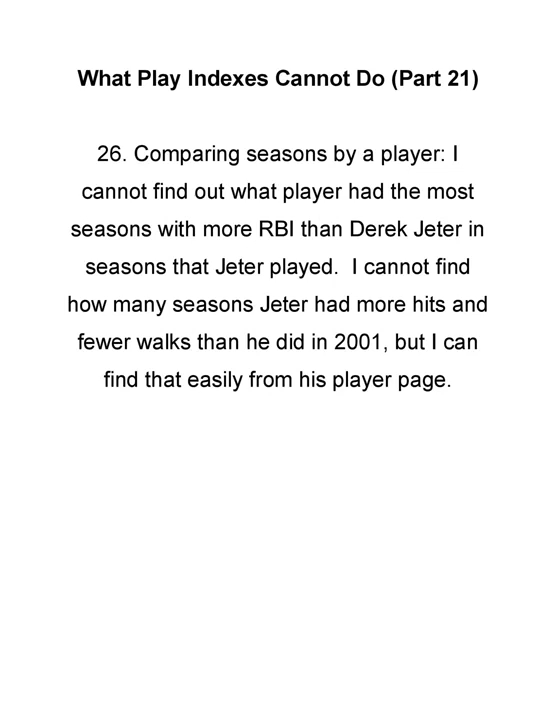 What Play Indexes Cannot Do (Part 21)
26. Comparing seasons by a player: I
cannot find out what player had the most
seasons with more RBI than Derek Jeter in
seasons that Jeter played.  I cannot find
how many seasons Jeter had more hits and
fewer walks than he did in 2001, but I can
find that easily from his player page.